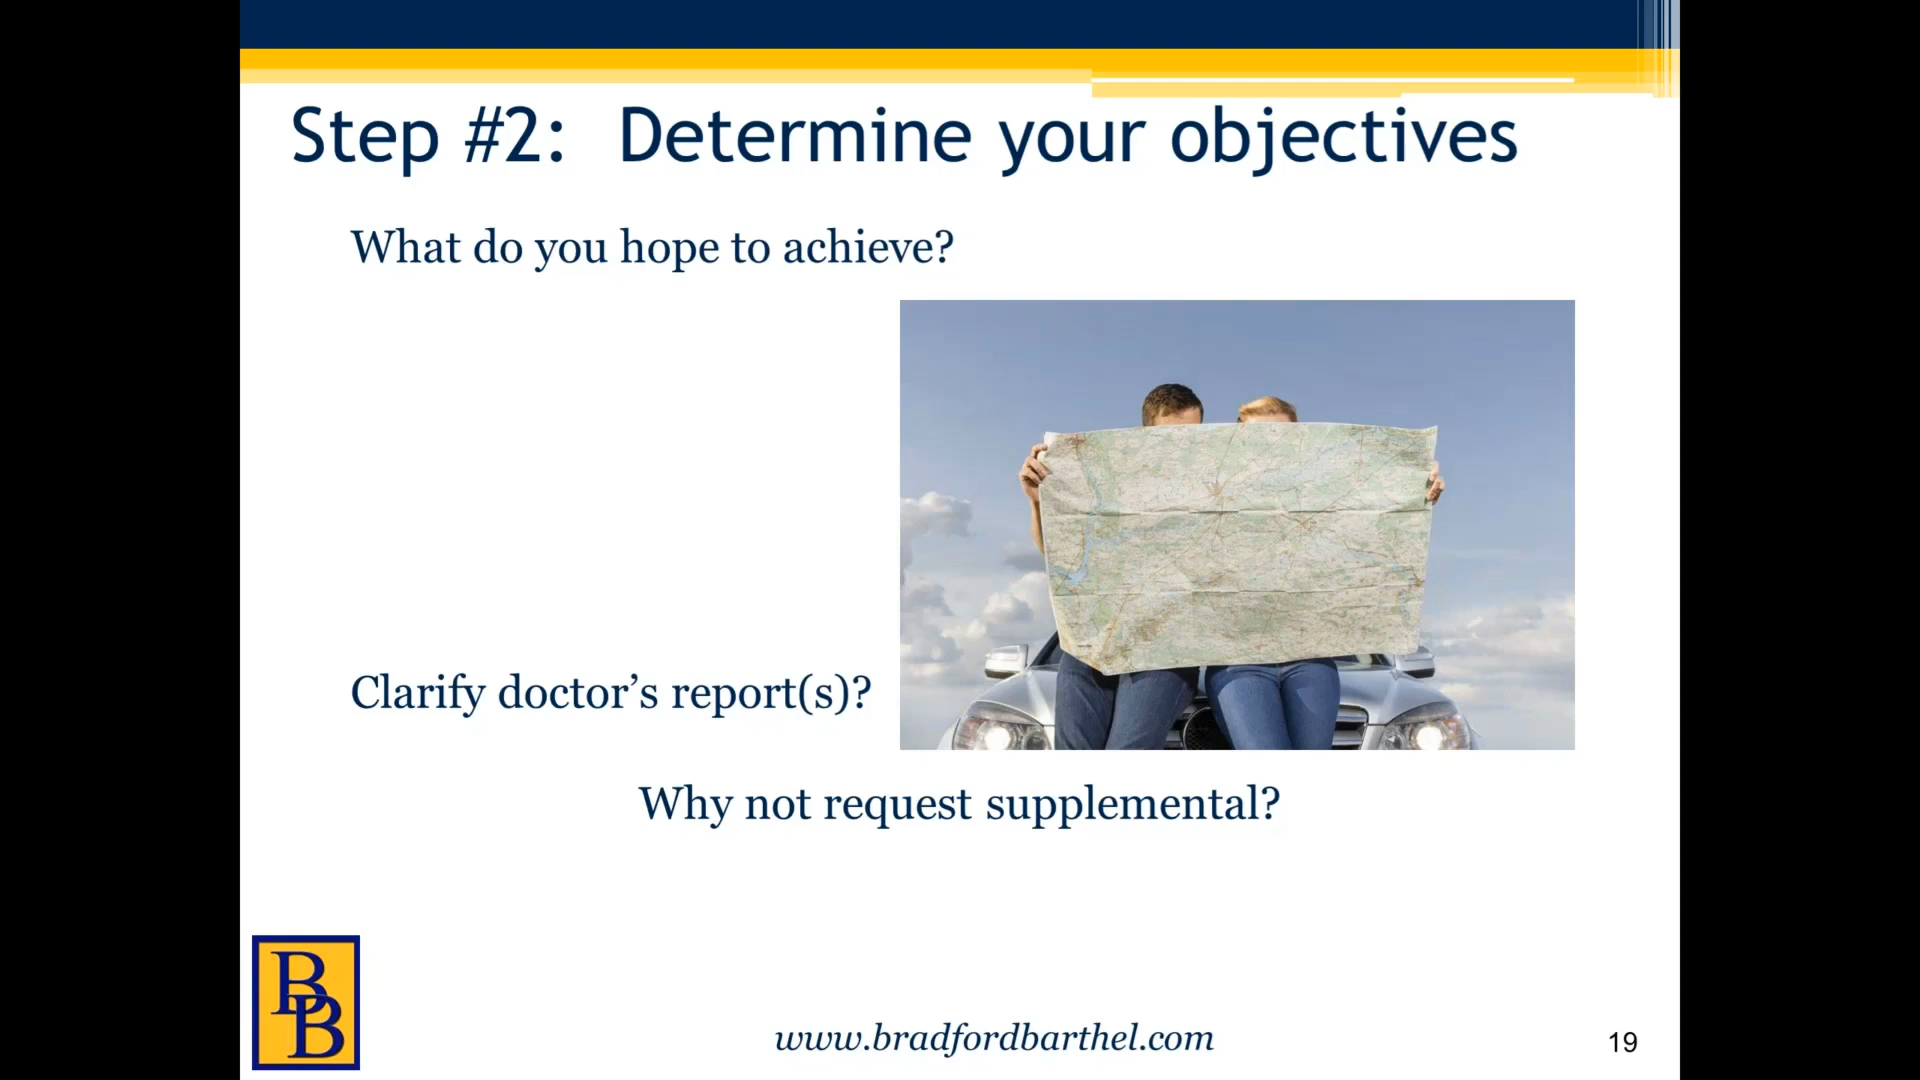 Step #2: Determine your objectives
What do you hope to achieve?
Clarify doctor’s report(s)?
Why not request supplemental?
BB
www.bradfordbarthel.com
19